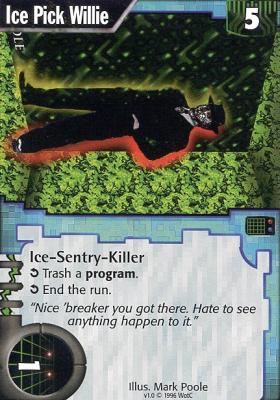 Ice Pick Willie
5
Ice-Sentry-Killer
Trash a program.
End the run.
"Nice 'breaker you got there. Hate to see
anything happen to it."
1
Illus. Mark Poole
v1.0 © 1996 WotC